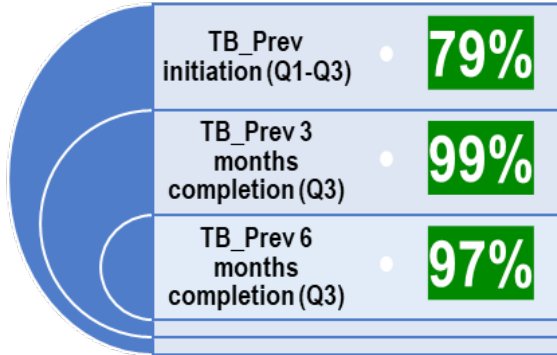 TB_Prev
initiation (Q1-Q3)
79%
TB_Prev 3
months
completion (Q3)
99%
TB_Prev 6
months
completion (Q3)
97%